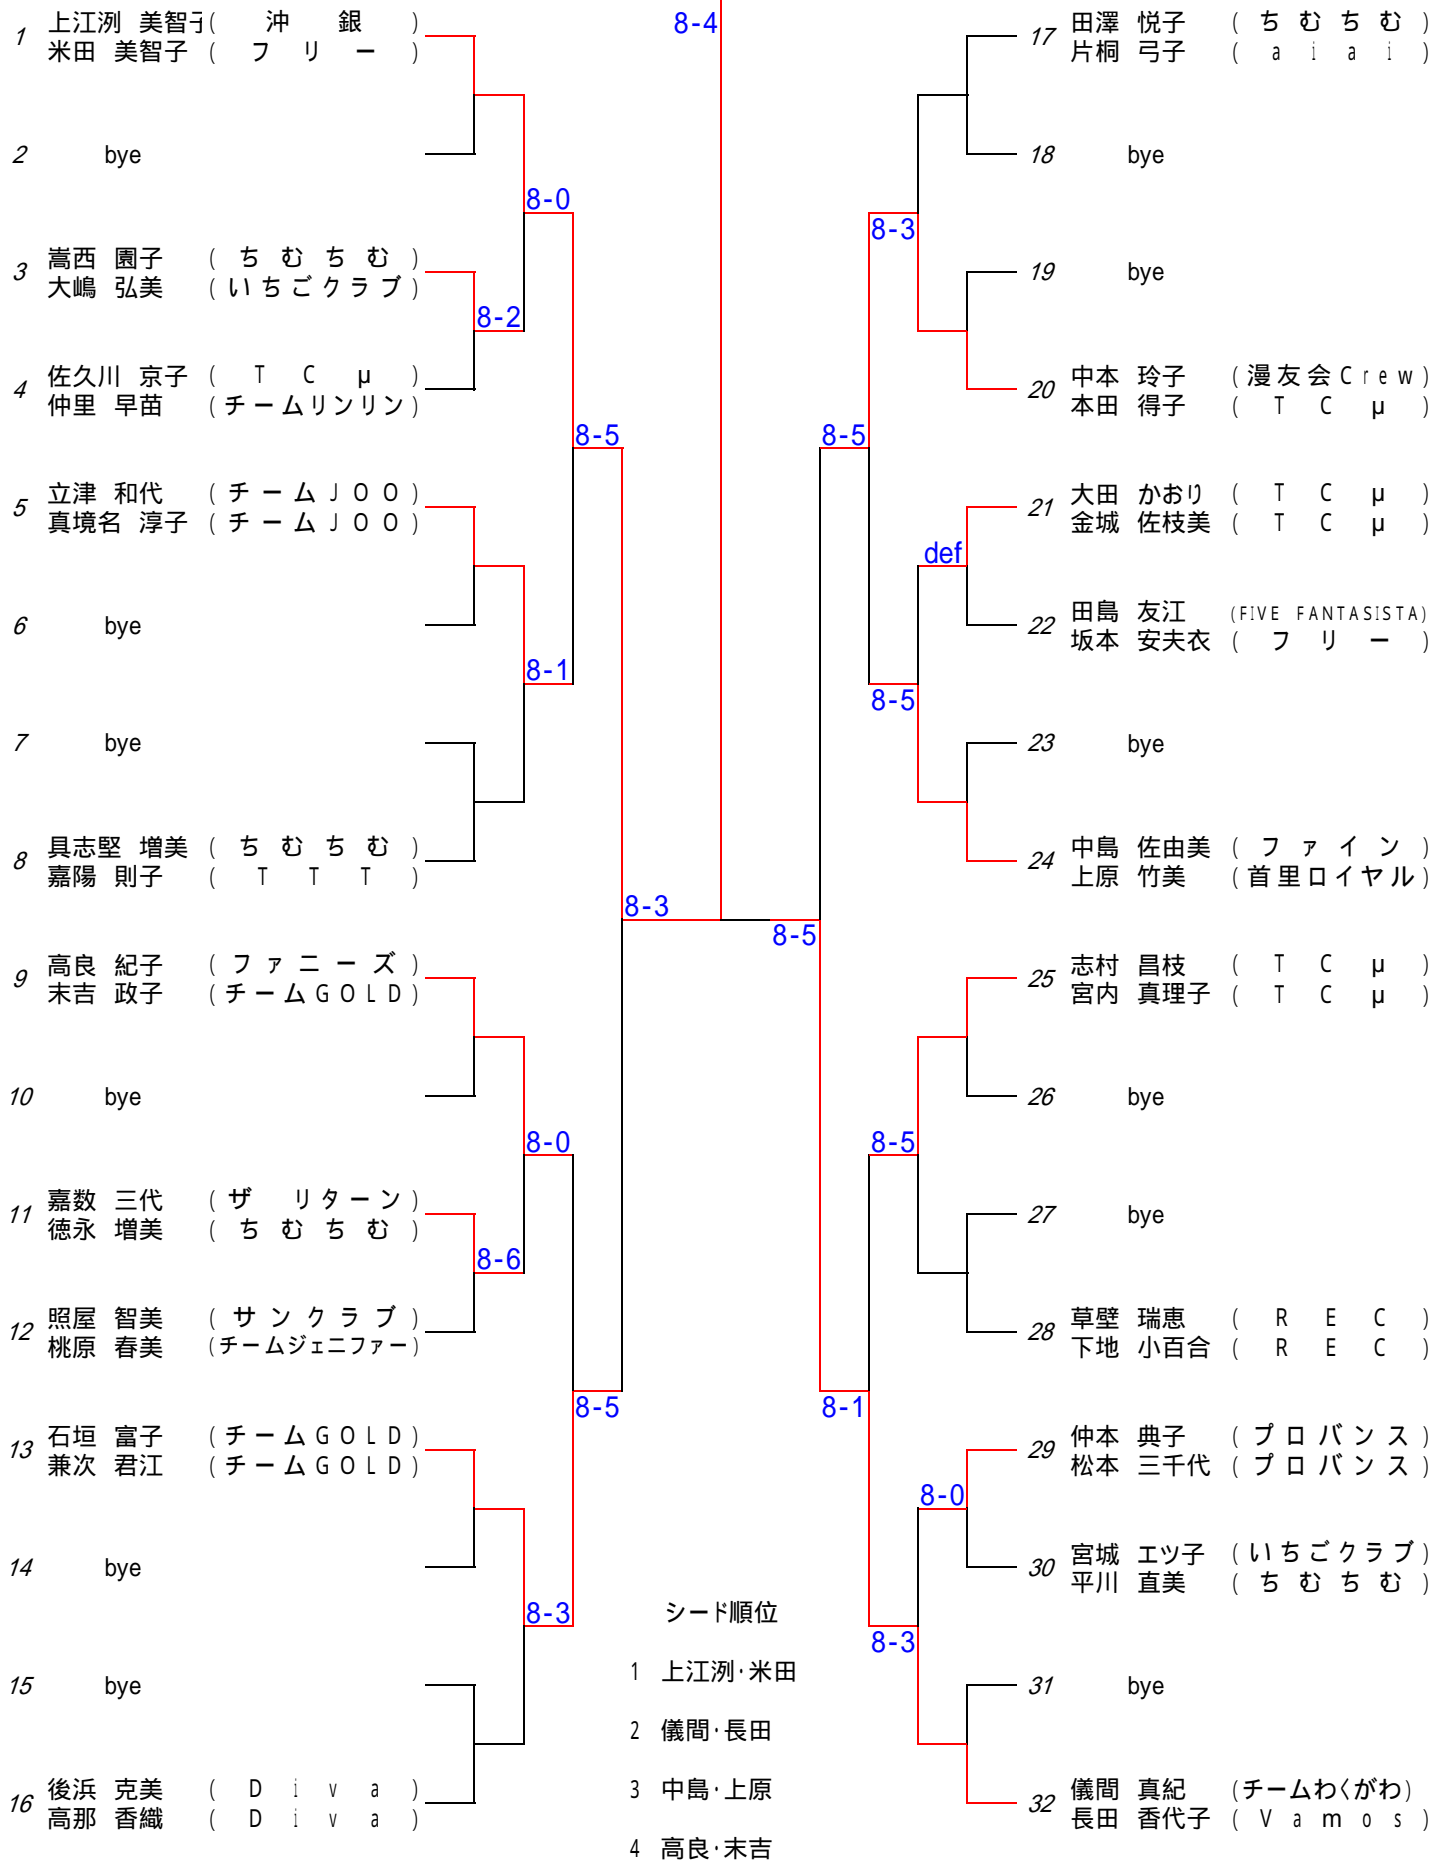 8-4
1 上江洌 美智子 ( 沖 銀 )
米田 美智子 ( フ リ ー )
2 bye
8-0
3 嵩西 園子 ( ち む ち む )
大嶋 弘美 ( い ち ご ク ラ ブ )
8-2
4 佐久川 京子 ( T C μ )
仲里 早苗 ( チ ー ム リ ン リ ン )
8-5
5 立津 和代 ( チ ー ム J O O )
真境名 淳子 ( チ ー ム J O O )
6 bye
8-1
7 bye
8 具志堅 増美 ( ち む ち む )
嘉陽 則子 ( T T T )
8-3
9 高良 紀子 ( フ ァ ニ ー ズ )
末吉 政子 ( チ ー ム G O L D )
10 bye
8-0
11 嘉数 三代 ( ザ リ タ ー ン )
徳永 増美 ( ち む ち む )
8-6
12 照屋 智美 ( サ ン ク ラ ブ )
桃原 春美 (チームジェニファー)
8-5
13 石垣 富子 ( チ ー ム G O L D )
兼次 君江 ( チ ー ム G O L D )
14 bye
8-3
15 bye
16 後浜 克美 ( D i v a )
高那 香織 ( D i v a )
17 田澤 悦子 ( ち む ち む )
片桐 弓子 ( a i a i )
18 bye
8-3
19 bye
20 中本 玲子 ( 漫 友 会 C r e w )
本田 得子 ( T C μ )
8-5
21 大田 かおり ( T C μ )
金城 佐枝美 ( T C μ )
def
22 田島 友江 (FIVE FANTASISTA)
坂本 安夫衣 ( フ リ ー )
8-5
23 bye
24 中島 佐由美 ( フ ァ イ ン )
上原 竹美 ( 首 里 ロ イ ヤ ル )
8-5
25 志村 昌枝 ( T C μ )
宮内 真理子 ( T C μ )
26 bye
8-5
27 bye
28 草壁 瑞恵 ( R E C )
下地 小百合 ( R E C )
8-1
29 仲本 典子 ( プ ロ バ ン ス )
松本 三千代 ( プ ロ バ ン ス )
8-0
30 宮城 エツ子 ( い ち ご ク ラ ブ )
平川 直美 ( ち む ち む )
8-3
31 bye
32 儀間 真紀 (チームわくがわ)
長田 香代子 ( V a m o s )
シード順位
1 上江洌・米田
2 儀間・長田
3 中島・上原
4 高良・末吉